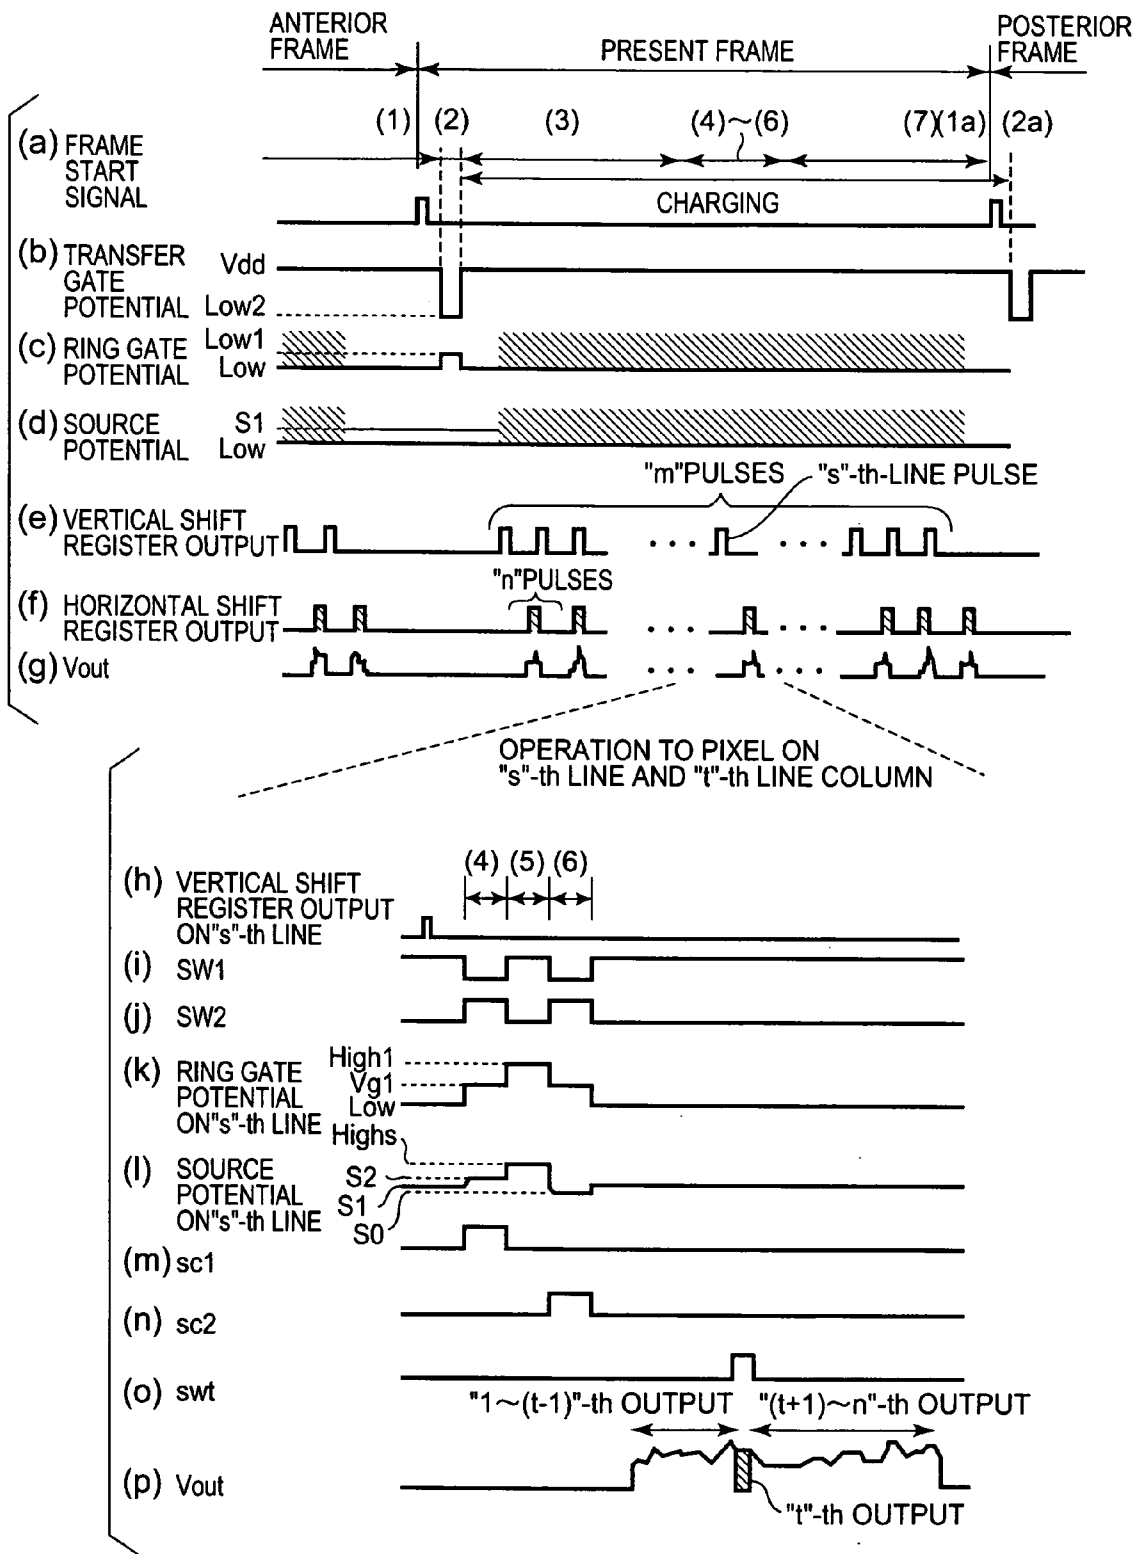 ANTERIOR
FRAME
PRESENT FRAME
POSTERIOR
FRAME
(1) (2) (3) (4)~(6) (7)(1a) (2a)
(a) FRAME
START
SIGNAL
CHARGING
(b) TRANSFER
GATE
POTENTIAL
Vdd
Low2
(c) RING GATE
POTENTIAL
Low1
Low
(d) SOURCE
POTENTIAL
S1
Low
"m"PULSES
"s"-th-LINE PULSE
(e) VERTICAL SHIFT
REGISTER OUTPUT
"n"PULSES
(f) HORIZONTAL SHIFT
REGISTER OUTPUT
(g) Vout
OPERATION TO PIXEL ON
"s"-th LINE AND "t"-th LINE COLUMN
(4) (5) (6)
(h) VERTICAL SHIFT
REGISTER OUTPUT
ON"s"-th LINE
(i) SW1
(j) SW2
(k) RING GATE
POTENTIAL
ON"s"-th LINE
High1
Vg1
Low
Highs
(l) SOURCE
POTENTIAL
ON"s"-th LINE
S2
S1
S0
(m) sc1
(n) sc2
(o) swt
"1~(t-1)"-th OUTPUT
"(t+1)~n"-th OUTPUT
(p) Vout
"t"-th OUTPUT